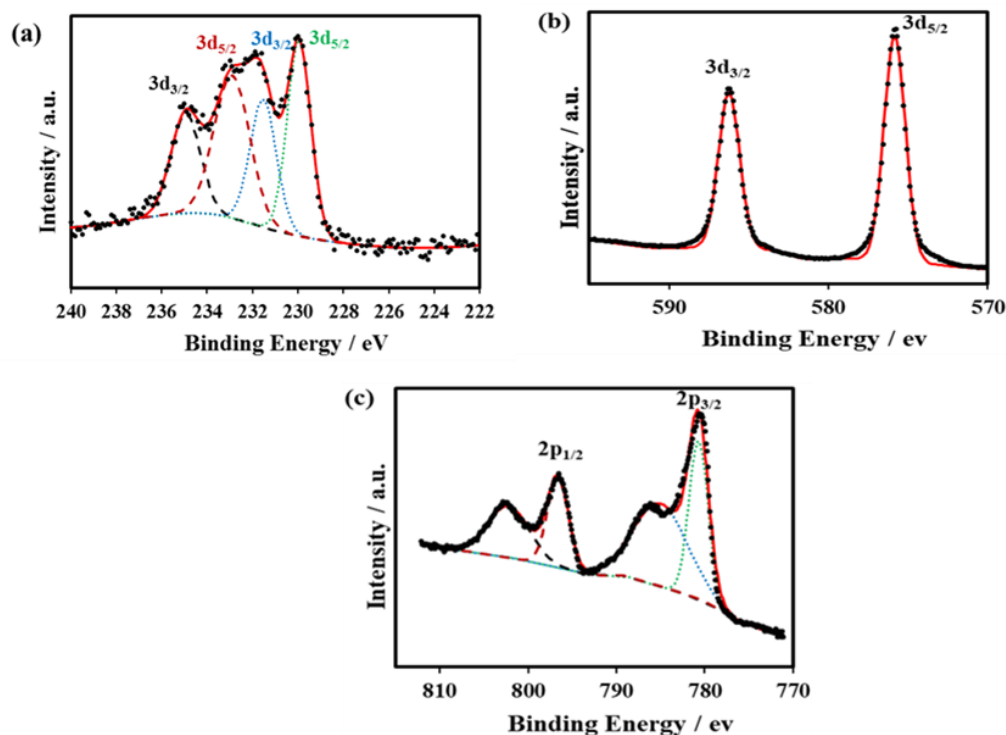 (a)
3d5/2 3d3/2 3d5/2
3d3/2
Intensity / a.u.
240 238 236 234 233 230 228 226 224 222
Binding Energy / eV
(b)
3d5/2
3d3/2
Intensity / a.u.
590 580 570
Binding Energy / ev
(c)
2p3/2
2p1/2
Intensity / a.u.
810 800 790 780 770
Binding Energy / ev